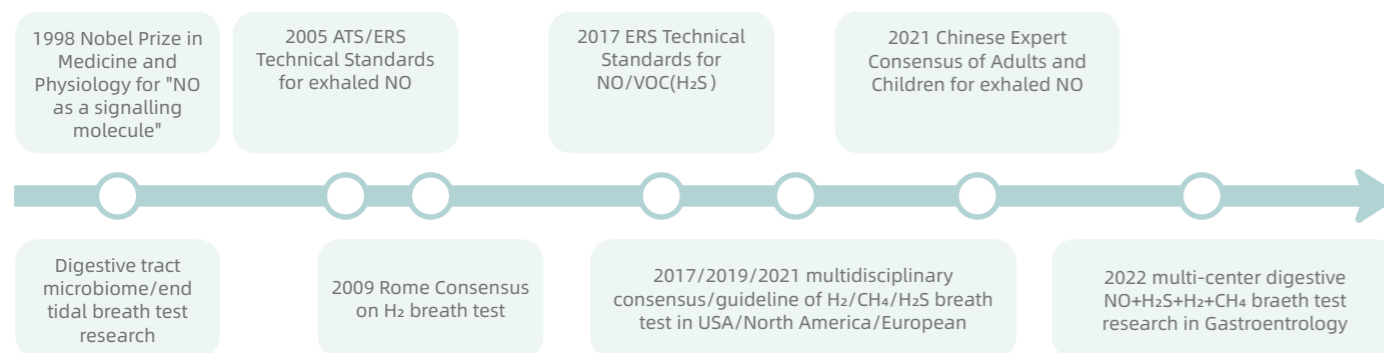 1998 Nobel Prize in
Medicine and
Physiology for "NO
as a signalling
molecule"
2005 ATS/ERS
Technical Standards
for exhaled NO
2017 ERS Technical
Standards for
NO/VOC(H₂S)
2021 Chinese Expert
Consensus of Adults and
Children for exhaled NO
Digestive tract
microbiome/end
tidal breath test
research
2009 Rome Consensus
on H₂ breath test
2017/2019/2021 multidisciplinary
consensus/guideline of H₂/CH₄/H₂S breath
test in USA/North America/European
2022 multi-center digestive
NO+H₂S+H₂+CH₄ braeth test
research in Gastroentrology